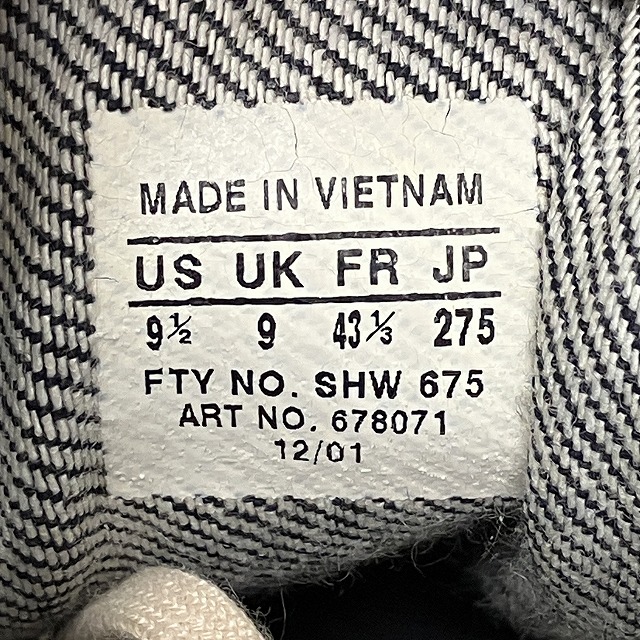 MADE IN VIETNAM
US UK FR JP
9½ 9 43⅓ 275
FTY NO. SHW 675
ART NO. 678071
12/01